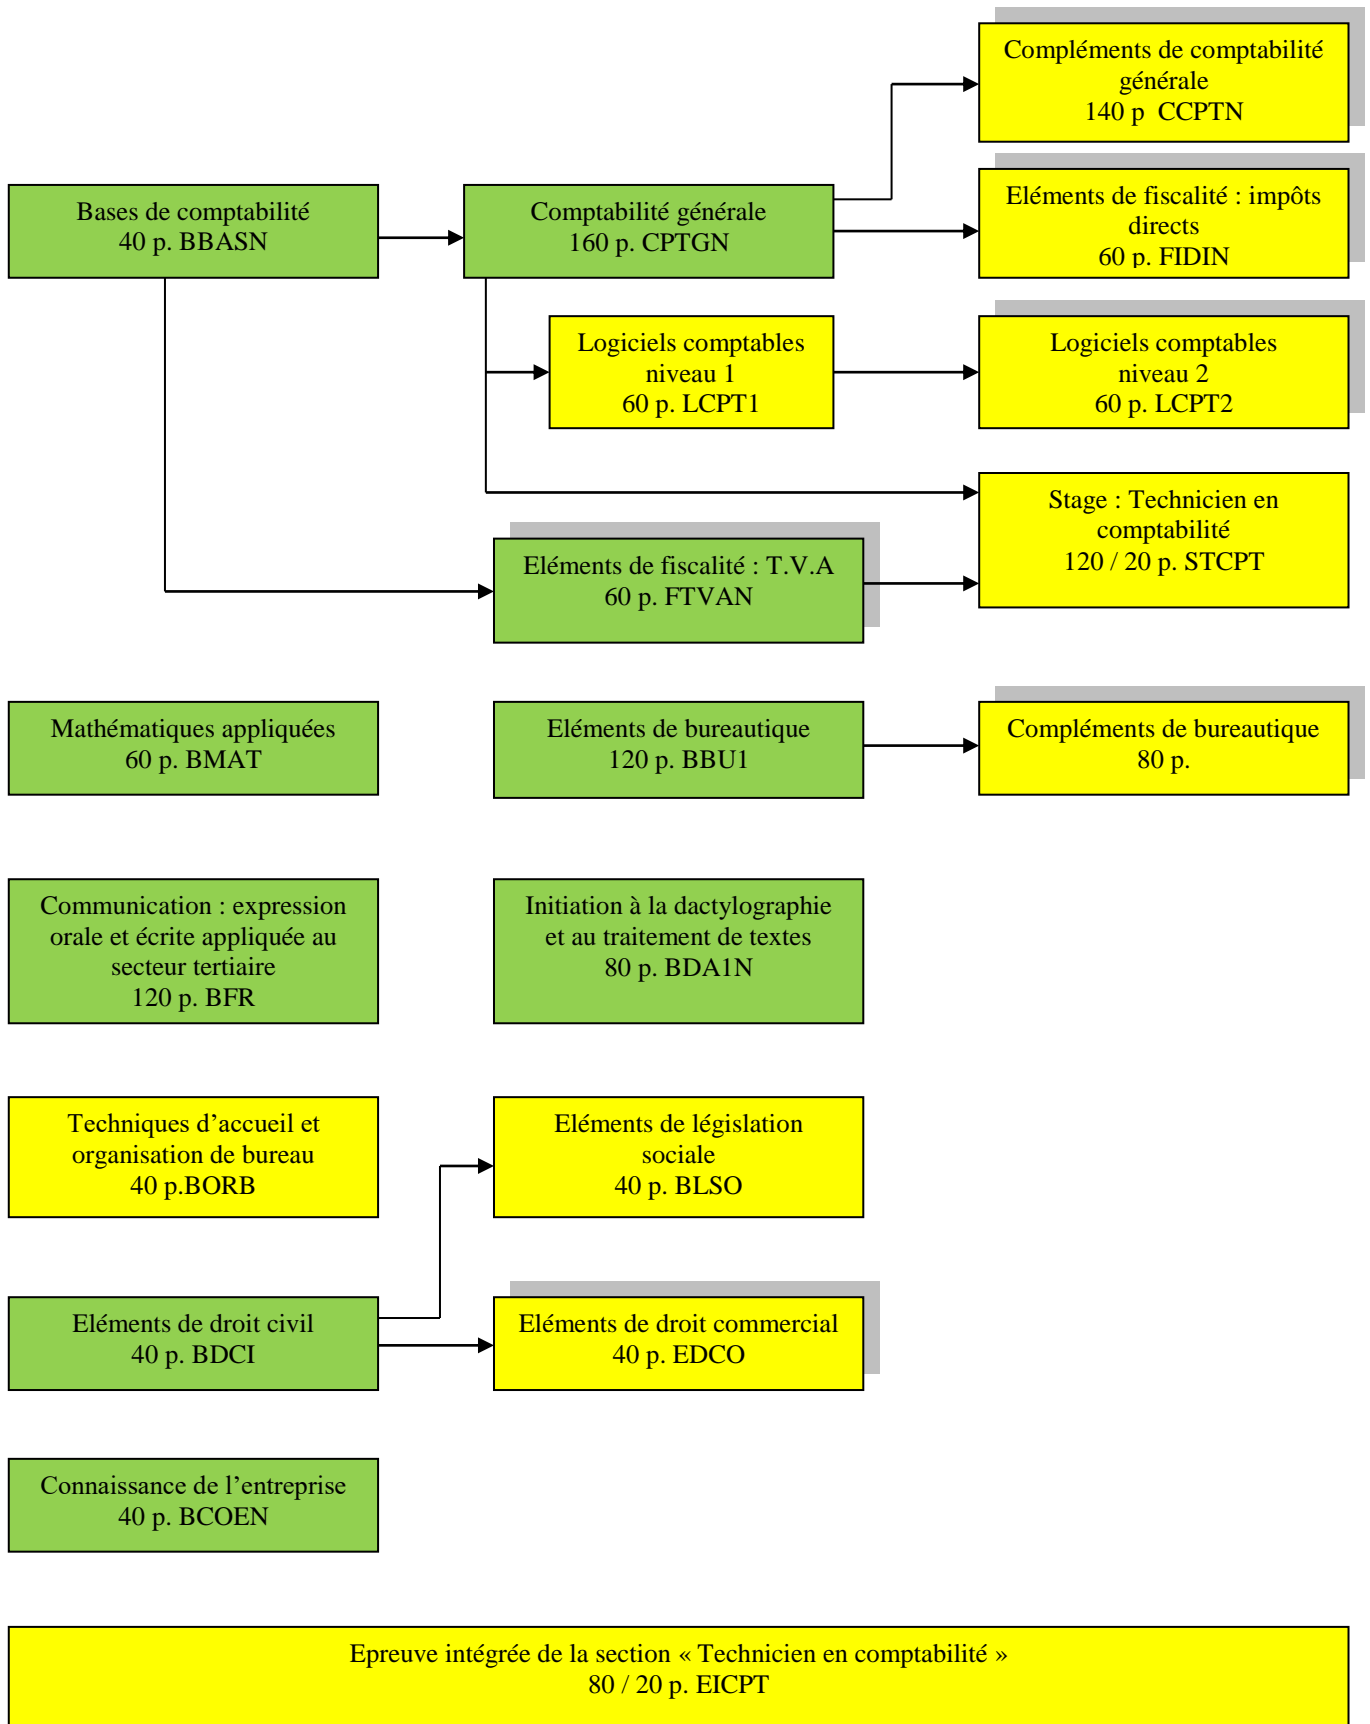 Compléments de comptabilité
générale
140 p  CCPTN
Bases de comptabilité
40 p. BBASN
Comptabilité générale
160 p. CPTGN
Eléments de fiscalité : impôts
directs
60 p. FIDIN
Logiciels comptables
niveau 1
60 p. LCPT1
Logiciels comptables
niveau 2
60 p. LCPT2
Stage : Technicien en
comptabilité
120 / 20 p. STCPT
Eléments de fiscalité : T.V.A
60 p. FTVAN
Mathématiques appliquées
60 p. BMAT
Eléments de bureautique
120 p. BBU1
Compléments de bureautique
80 p.
Communication : expression
orale et écrite appliquée au
secteur tertiaire
120 p. BFR
Initiation à la dactylographie
et au traitement de textes
80 p. BDA1N
Techniques d’accueil et
organisation de bureau
40 p.BORB
Eléments de législation
sociale
40 p. BLSO
Eléments de droit civil
40 p. BDCI
Eléments de droit commercial
40 p. EDCO
Connaissance de l’entreprise
40 p. BCOEN
Epreuve intégrée de la section « Technicien en comptabilité »
80 / 20 p. EICPT